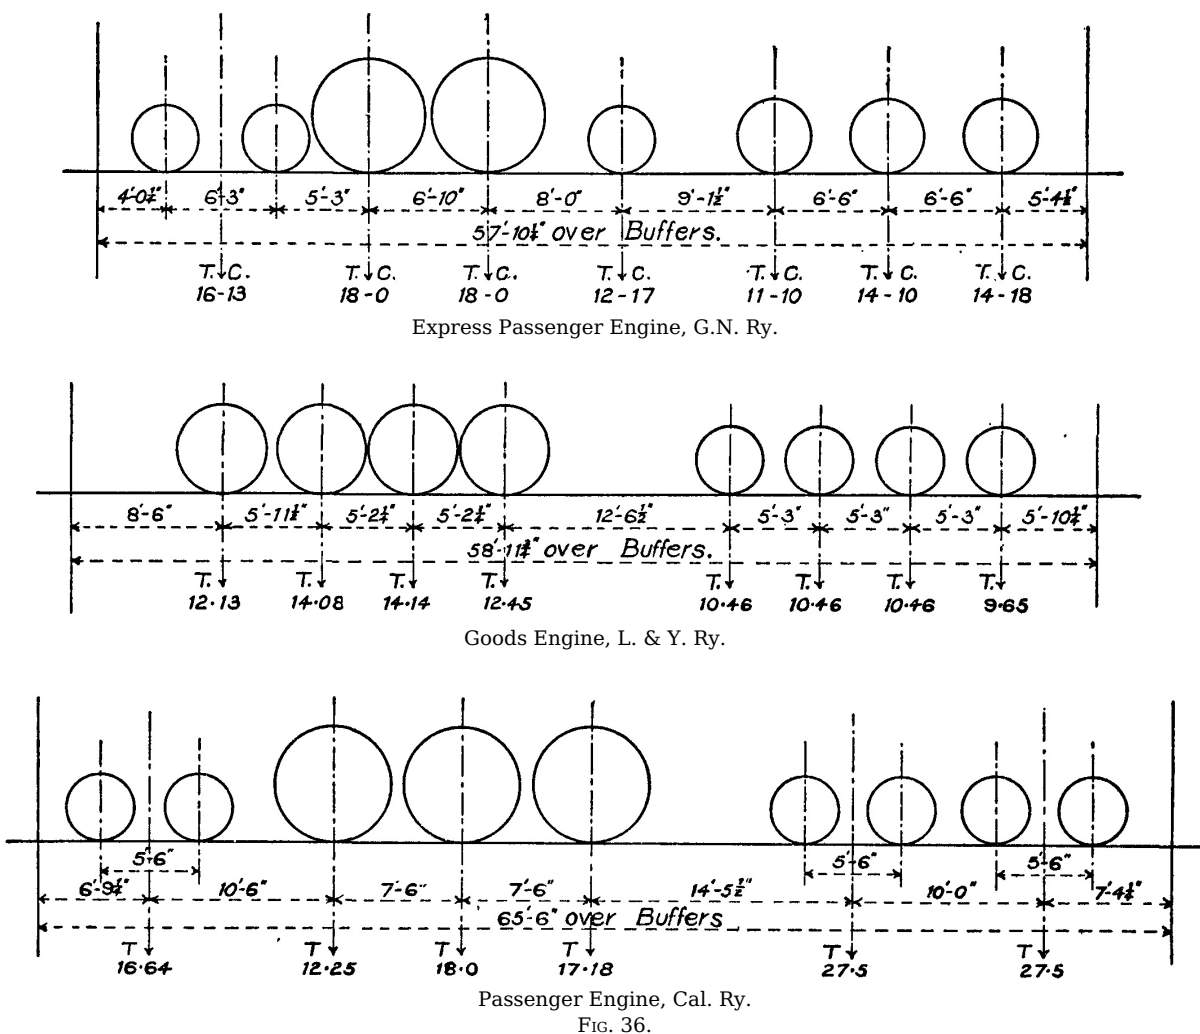 4'-0½" 6'-3" 5'-3" 6'-10" 8'-0" 9'-1½" 6'-6" 6'-6" 5'-4½"
57'-10¼" over Buffers.
T. C. T. C. T. C. T. C. T. C. T. C. T. C.
16-13 18-0 18-0 12-17 11-10 14-10 14-18
Express Passenger Engine, G.N. Ry.
8'-6" 5'-11½" 5'-2¼" 5'-2¼" 12'-6½" 5'-3" 5'-3" 5'-3" 5'-10¼"
58'-11¾" over Buffers.
T. T. T. T. T. T. T. T.
12·13 14·08 14·14 12·45 10·46 10·46 10·46 9·65
Goods Engine, L. & Y. Ry.
5'-6" 5'-6" 5'-6"
6'-9¼" 10'-6" 7'-6" 7'-6" 14'-5½" 10'-0" 7'-4¼"
65'-6" over Buffers
T T T T T T
16·64 12·25 18·0 17·18 27·5 27·5
Passenger Engine, Cal. Ry.
Fig. 36.